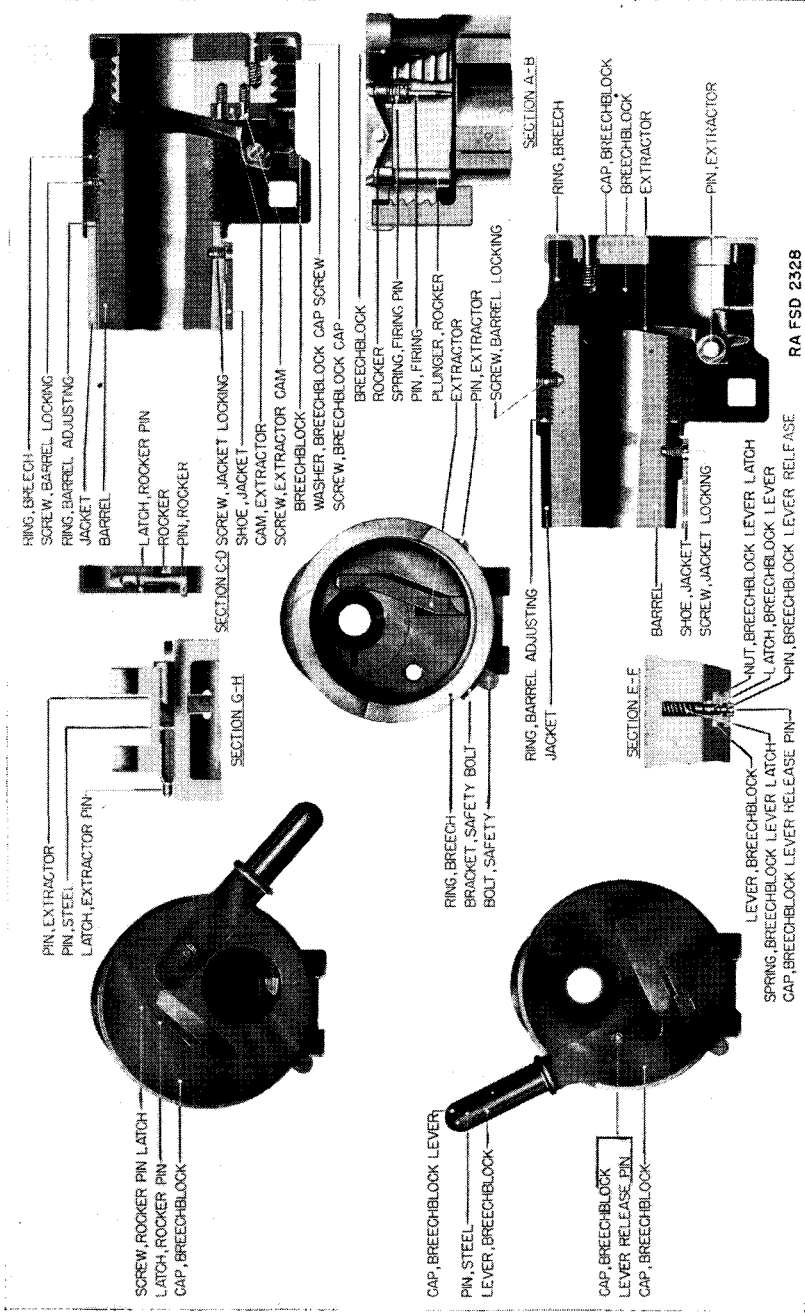 RING, BREECH
SCREW, BARREL LOCKING
RING, BARREL ADJUSTING
JACKET
BARREL
LATCH, ROCKER PIN
ROCKER
PIN, ROCKER
SECTION C-D
SCREW, JACKET LOCKING
SHOE, JACKET
CAM, EXTRACTOR
SCREW, EXTRACTOR CAM
BREECHBLOCK
WASHER, BREECHBLOCK CAP SCREW
SCREW, BREECHBLOCK CAP
BREECHBLOCK
ROCKER
SPRING, FIRING PIN
PIN, FIRING
PLUNGER, ROCKER
EXTRACTOR
PIN, EXTRACTOR
SCREW, BARREL LOCKING
SECTION A-B
PIN, EXTRACTOR
PIN, STEEL
LATCH, EXTRACTOR PIN
SECTION G-H
SCREW, ROCKER PIN LATCH
LATCH, ROCKER PIN
CAP, BREECHBLOCK
RING, BREECH
BRACKET, SAFETY BOLT
BOLT, SAFETY
RING, BARREL ADJUSTING
JACKET
RING, BREECH
CAP, BREECHBLOCK
BREECHBLOCK
EXTRACTOR
PIN, EXTRACTOR
BARREL
SHOE, JACKET
SCREW, JACKET LOCKING
CAP, BREECHBLOCK LEVER
PIN, STEEL
LEVER, BREECHBLOCK
CAP, BREECHBLOCK
LEVER RELEASE PIN
CAP, BREECHBLOCK
SECTION E-F
NUT, BREECHBLOCK LEVER LATCH
LATCH, BREECHBLOCK LEVER
PIN, BREECHBLOCK LEVER RELEASE
LEVER, BREECHBLOCK
SPRING, BREECHBLOCK LEVER LATCH
CAP, BREECHBLOCK LEVER RELEASE PIN
RA FSD 2328